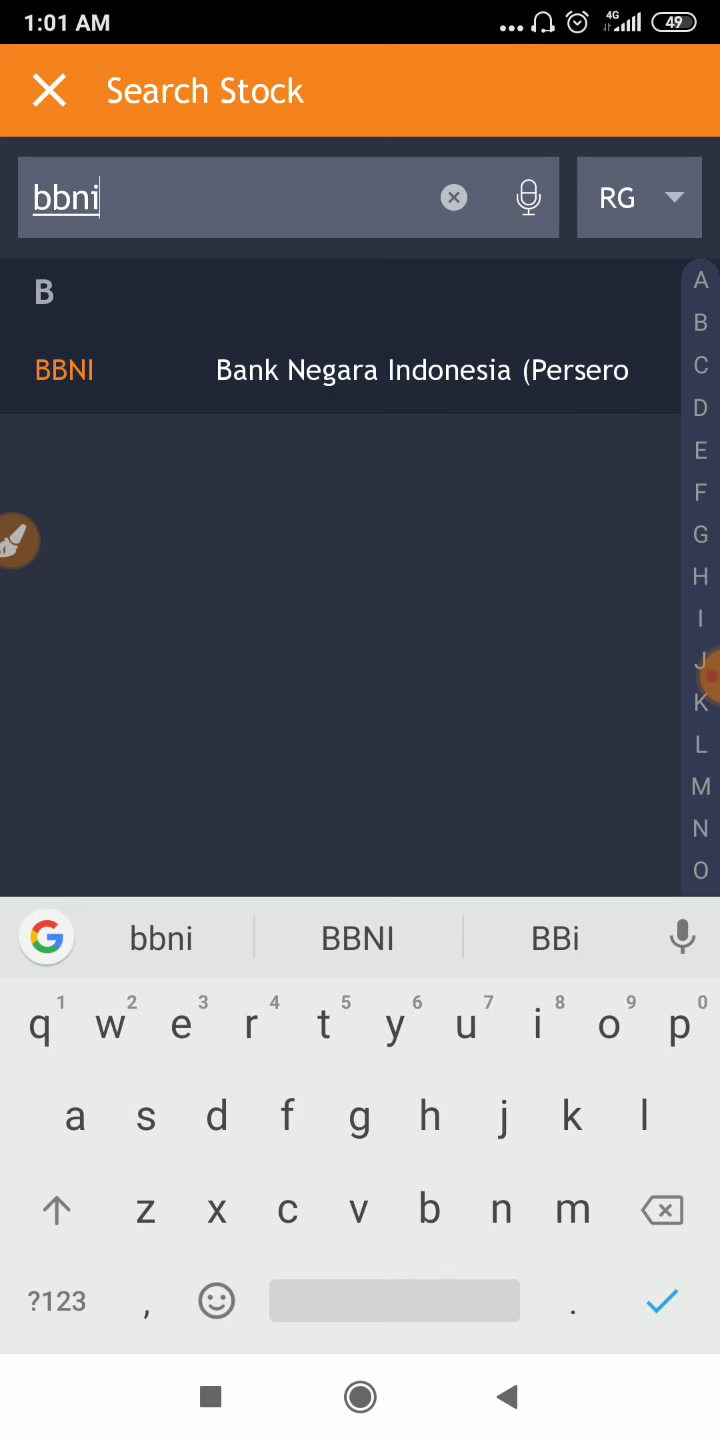 1:01 AM
4G
49
Search Stock
bbni
RG
B
BBNI Bank Negara Indonesia (Persero
A
B
C
D
E
F
G
H
I
J
K
L
M
N
O
bbni BBNI BBi
1 2 3 4 5 6 7 8 9 0
q w e r t y u i o p
a s d f g h j k l
z x c v b n m
?123 , .